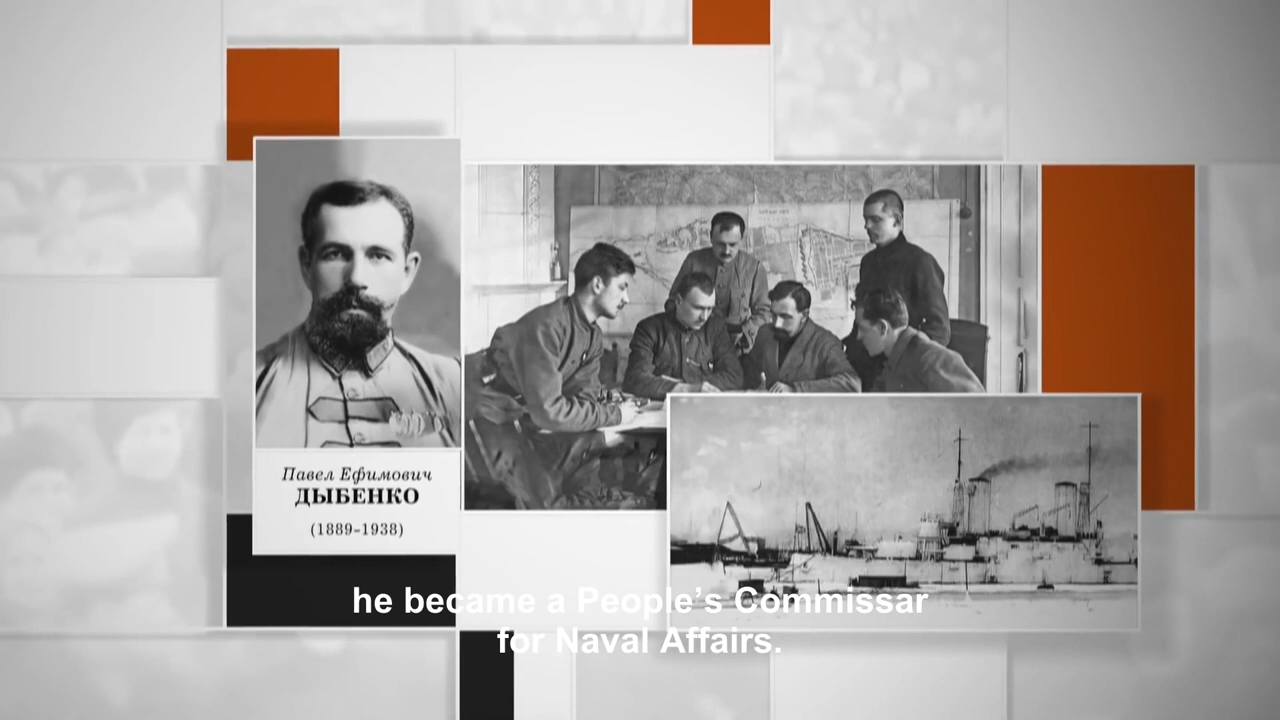 Павел Ефимович
ДЫБЕНКО
(1889–1938)
he became a People’s Commissar
for Naval Affairs.